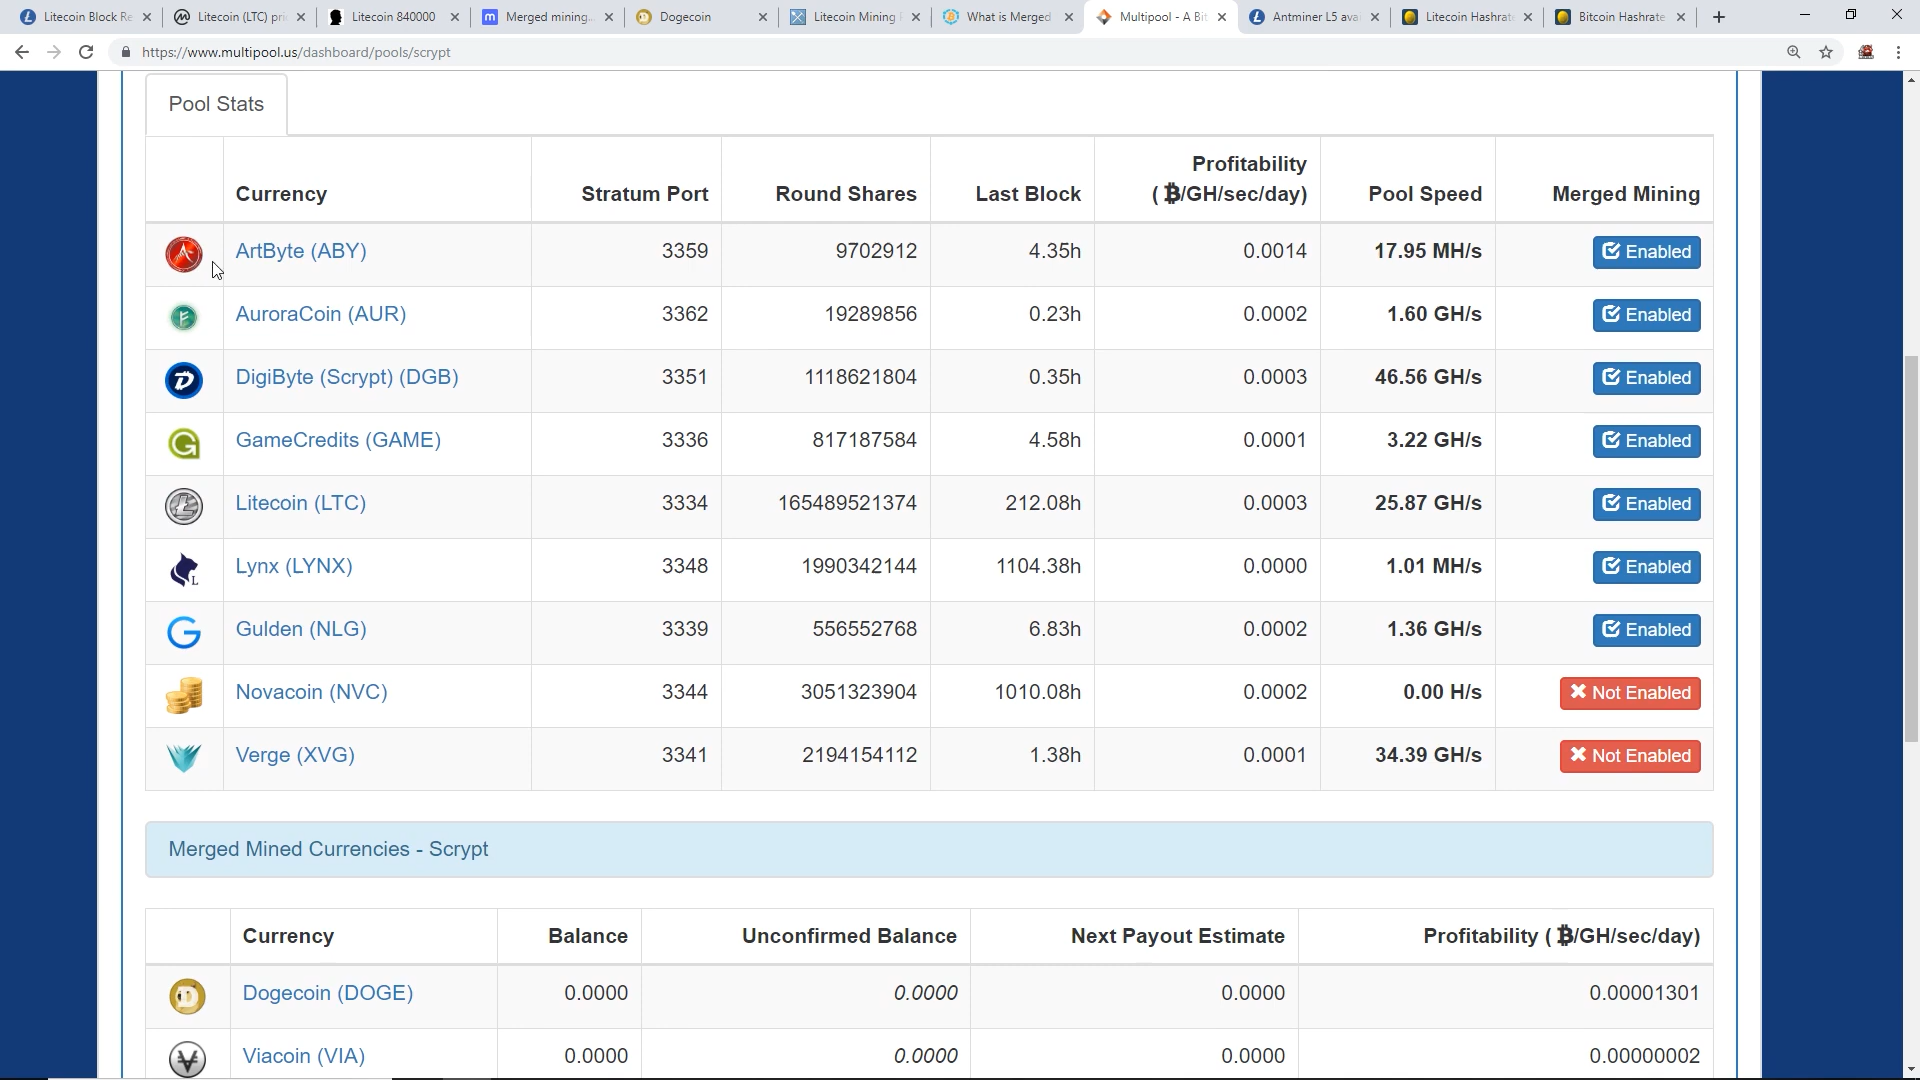 Litecoin Block Re
Litecoin (LTC) pri
Litecoin 840000
Merged mining
Dogecoin
Litecoin Mining
What is Merged
Multipool - A Bit
Antminer L5 ava
Litecoin Hashrat
Bitcoin Hashrate
https://www.multipool.us/dashboard/pools/scrypt
Pool Stats
Currency Stratum Port Round Shares Last Block Profitability (₿/GH/sec/day) Pool Speed Merged Mining
ArtByte (ABY) 3359 9702912 4.35h 0.0014 17.95 MH/s Enabled
AuroraCoin (AUR) 3362 19289856 0.23h 0.0002 1.60 GH/s Enabled
DigiByte (Scrypt) (DGB) 3351 1118621804 0.35h 0.0003 46.56 GH/s Enabled
GameCredits (GAME) 3336 817187584 4.58h 0.0001 3.22 GH/s Enabled
Litecoin (LTC) 3334 165489521374 212.08h 0.0003 25.87 GH/s Enabled
Lynx (LYNX) 3348 1990342144 1104.38h 0.0000 1.01 MH/s Enabled
Gulden (NLG) 3339 556552768 6.83h 0.0002 1.36 GH/s Enabled
Novacoin (NVC) 3344 3051323904 1010.08h 0.0002 0.00 H/s Not Enabled
Verge (XVG) 3341 2194154112 1.38h 0.0001 34.39 GH/s Not Enabled
Merged Mined Currencies - Scrypt
Currency Balance Unconfirmed Balance Next Payout Estimate Profitability (₿/GH/sec/day)
Dogecoin (DOGE) 0.0000 0.0000 0.0000 0.00001301
Viacoin (VIA) 0.0000 0.0000 0.0000 0.00000002